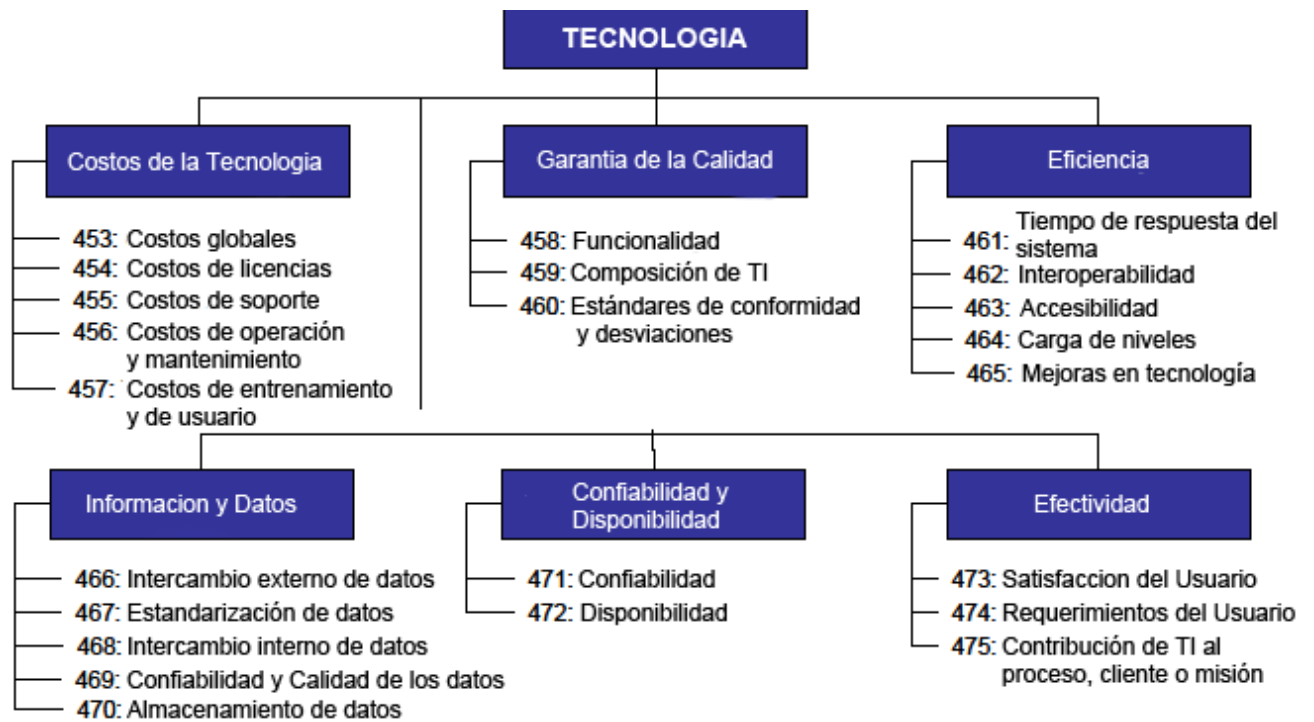 TECNOLOGIA
Costos de la Tecnologia
453: Costos globales
454: Costos de licencias
455: Costos de soporte
456: Costos de operación
y mantenimiento
457: Costos de entrenamiento
y de usuario
Garantia de la Calidad
458: Funcionalidad
459: Composición de TI
460: Estándares de conformidad
y desviaciones
Eficiencia
461: Tiempo de respuesta del
sistema
462: Interoperabilidad
463: Accesibilidad
464: Carga de niveles
465: Mejoras en tecnología
Informacion y Datos
466: Intercambio externo de datos
467: Estandarización de datos
468: Intercambio interno de datos
469: Confiabilidad y Calidad de los datos
470: Almacenamiento de datos
Confiabilidad y
Disponibilidad
471: Confiabilidad
472: Disponibilidad
Efectividad
473: Satisfaccion del Usuario
474: Requerimientos del Usuario
475: Contribución de TI al
proceso, cliente o misión